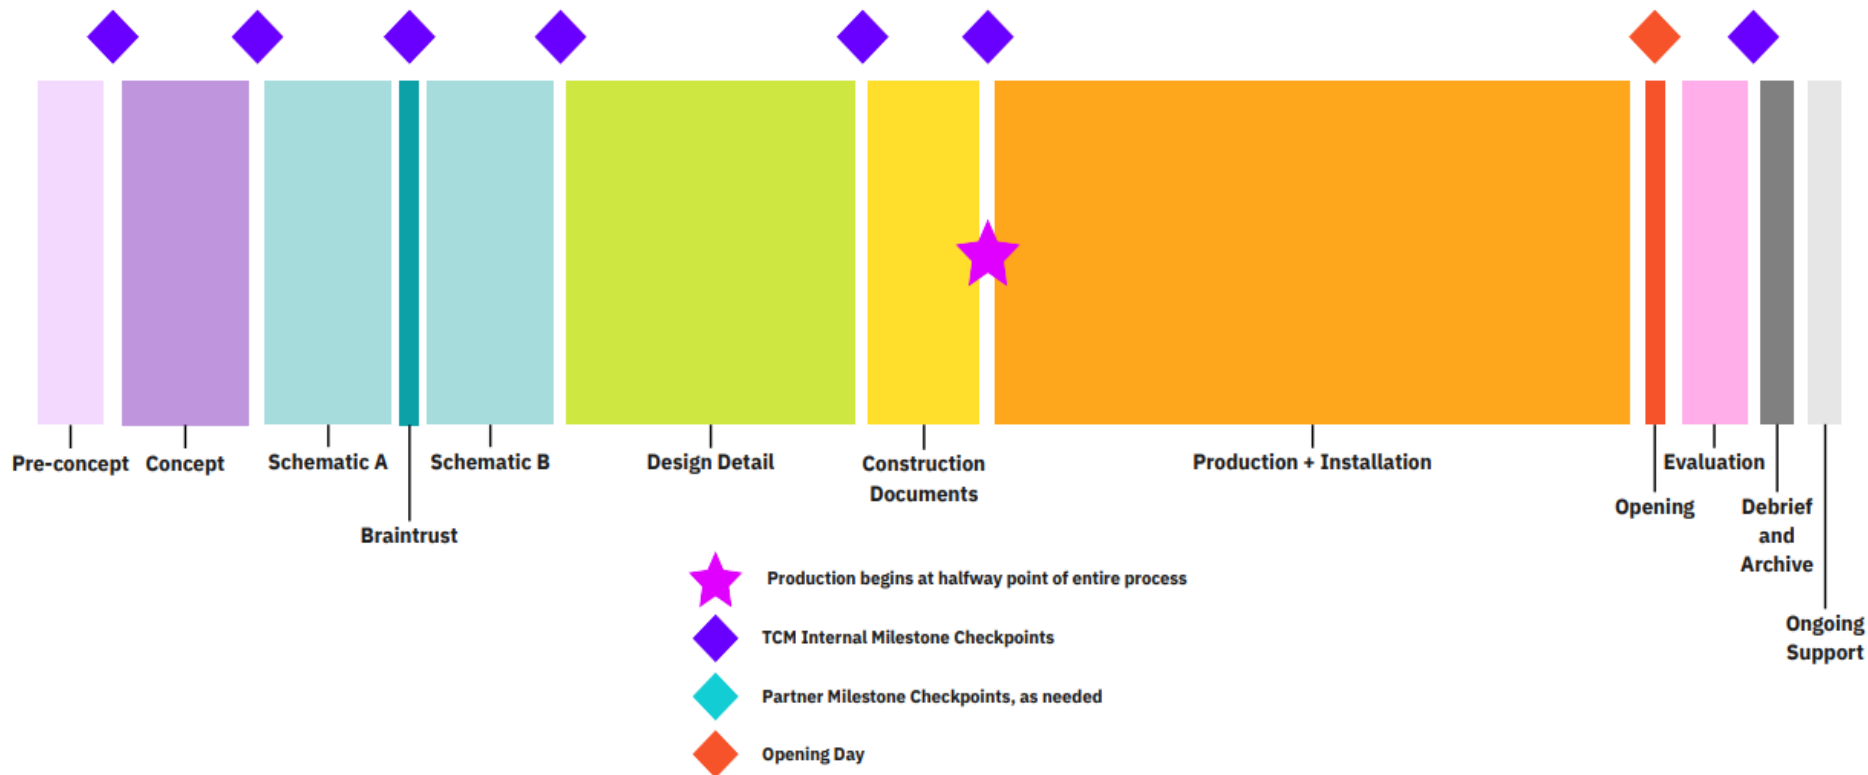 Pre-concept
Concept
Schematic A
Braintrust
Schematic B
Design Detail
Construction
Documents
Production + Installation
Opening
Evaluation
Debrief
and
Archive
Ongoing
Support
Production begins at halfway point of entire process
TCM Internal Milestone Checkpoints
Partner Milestone Checkpoints, as needed
Opening Day